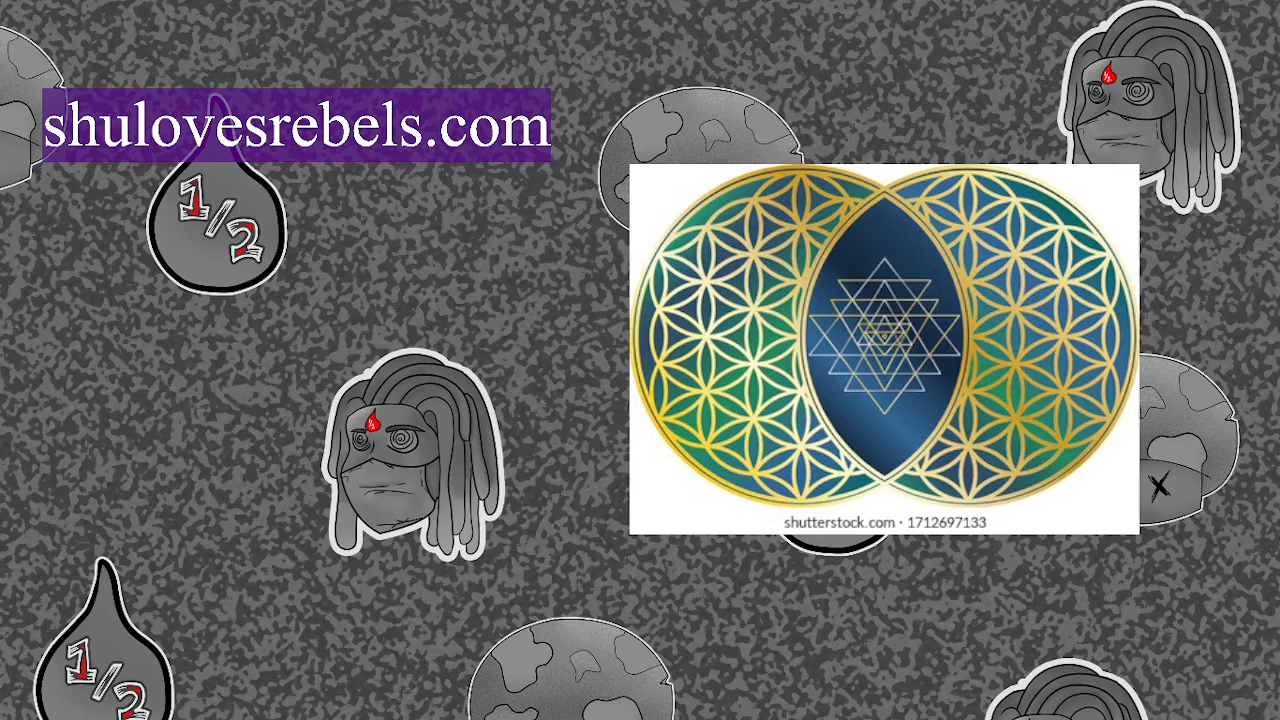 shulovesrebels.com
1/2
shutterstock.com · 1712697133
X
1/2